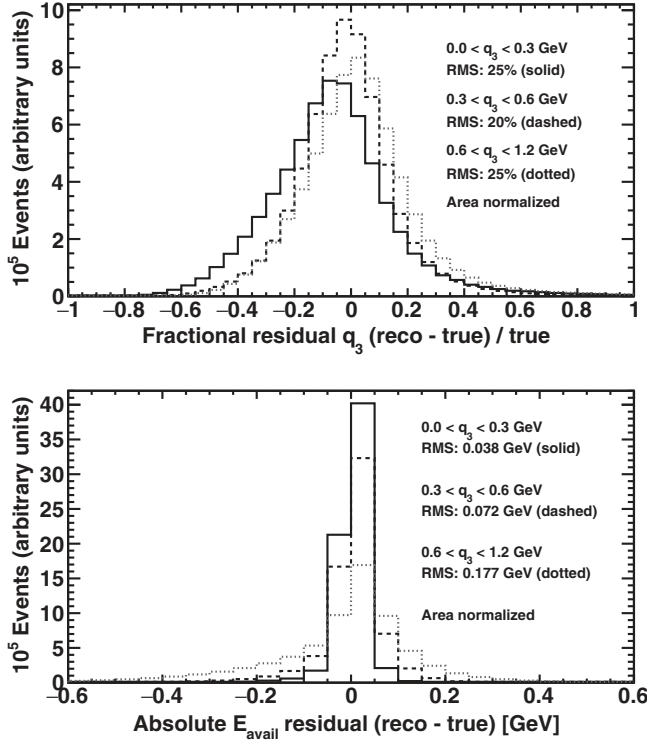 10
8
6
4
2
0
10⁵ Events (arbitrary units)
0.0 < q₃ < 0.3 GeV
RMS: 25% (solid)
0.3 < q₃ < 0.6 GeV
RMS: 20% (dashed)
0.6 < q₃ < 1.2 GeV
RMS: 25% (dotted)
Area normalized
−1 −0.8 −0.6 −0.4 −0.2 0 0.2 0.4 0.6 0.8 1
Fractional residual q₃ (reco - true) / true
40
35
30
25
20
15
10
5
0
10⁵ Events (arbitrary units)
0.0 < q₃ < 0.3 GeV
RMS: 0.038 GeV (solid)
0.3 < q₃ < 0.6 GeV
RMS: 0.072 GeV (dashed)
0.6 < q₃ < 1.2 GeV
RMS: 0.177 GeV (dotted)
Area normalized
−0.6 −0.4 −0.2 0 0.2 0.4 0.6
Absolute E_avail residual (reco - true) [GeV]